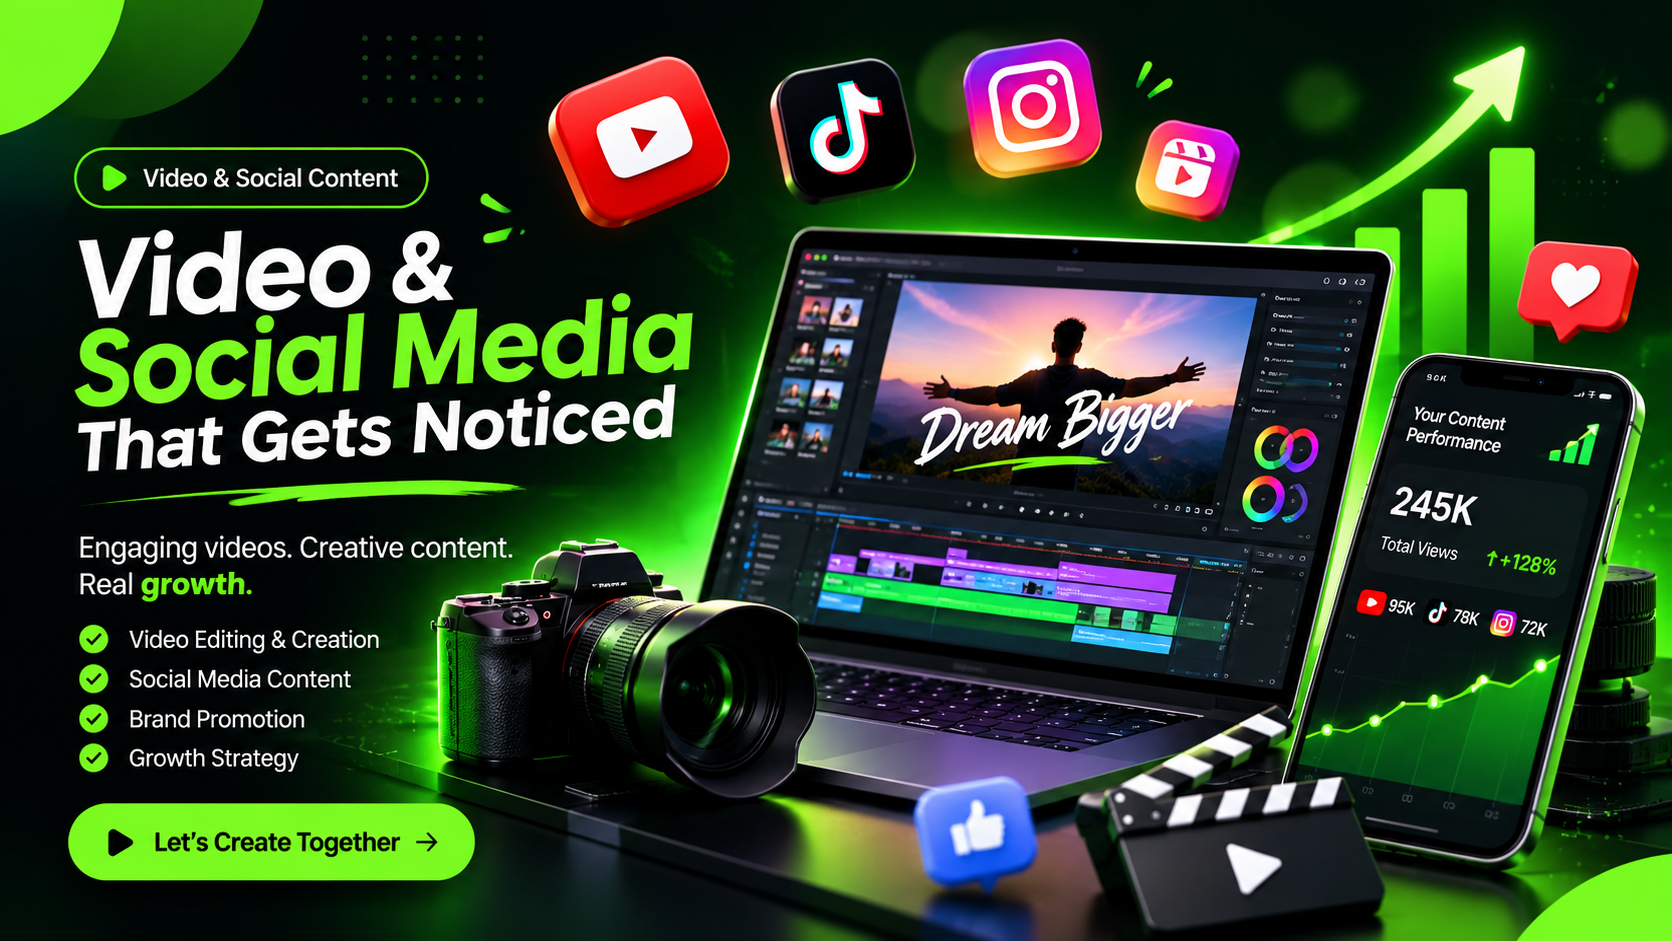 Video & Social Content
Video &
Social Media
That Gets Noticed
Engaging videos. Creative content.
Real growth.
Video Editing & Creation
Social Media Content
Brand Promotion
Growth Strategy
Let's Create Together
Dream Bigger
Your Content
Performance
245K
Total Views
+128%
95K
78K
72K